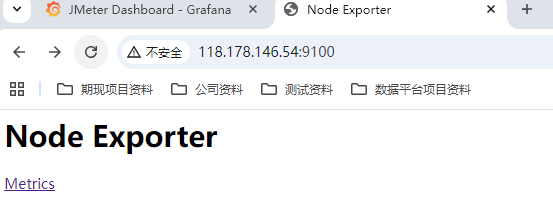 JMeter Dashboard - Grafana
Node Exporter
不安全 118.178.146.54:9100
期现项目资料 公司资料 测试资料 数据平台项目资料
Node Exporter
Metrics